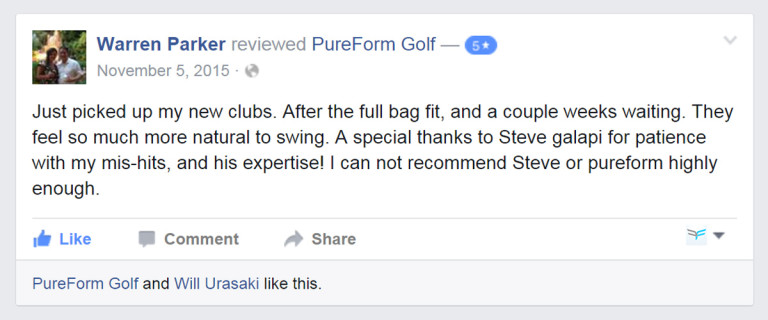 Warren Parker reviewed PureForm Golf — 5★
November 5, 2015 ·
Just picked up my new clubs. After the full bag fit, and a couple weeks waiting. They
feel so much more natural to swing. A special thanks to Steve galapi for patience
with my mis-hits, and his expertise! I can not recommend Steve or pureform highly
enough.
Like Comment Share
PureForm Golf and Will Urasaki like this.